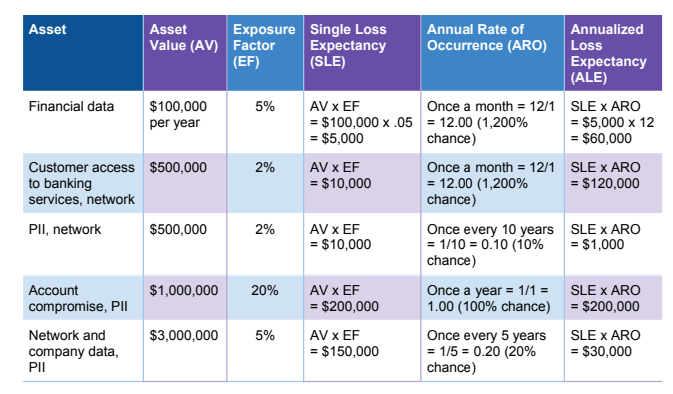 Asset
Asset
Value (AV)
Exposure
Factor
(EF)
Single Loss
Expectancy
(SLE)
Annual Rate of
Occurrence (ARO)
Annualized
Loss
Expectancy
(ALE)
Financial data
$100,000
per year
5%
AV x EF
= $100,000 x .05
= $5,000
Once a month = 12/1
= 12.00 (1,200%
chance)
SLE x ARO
= $5,000 x 12
= $60,000
Customer access
to banking
services, network
$500,000
2%
AV x EF
= $10,000
Once a month = 12/1
= 12.00 (1,200%
chance)
SLE x ARO
= $120,000
PII, network
$500,000
2%
AV x EF
= $10,000
Once every 10 years
= 1/10 = 0.10 (10%
chance)
SLE x ARO
= $1,000
Account
compromise, PII
$1,000,000
20%
AV x EF
= $200,000
Once a year = 1/1 =
1.00 (100% chance)
SLE x ARO
= $200,000
Network and
company data,
PII
$3,000,000
5%
AV x EF
= $150,000
Once every 5 years
= 1/5 = 0.20 (20%
chance)
SLE x ARO
= $30,000